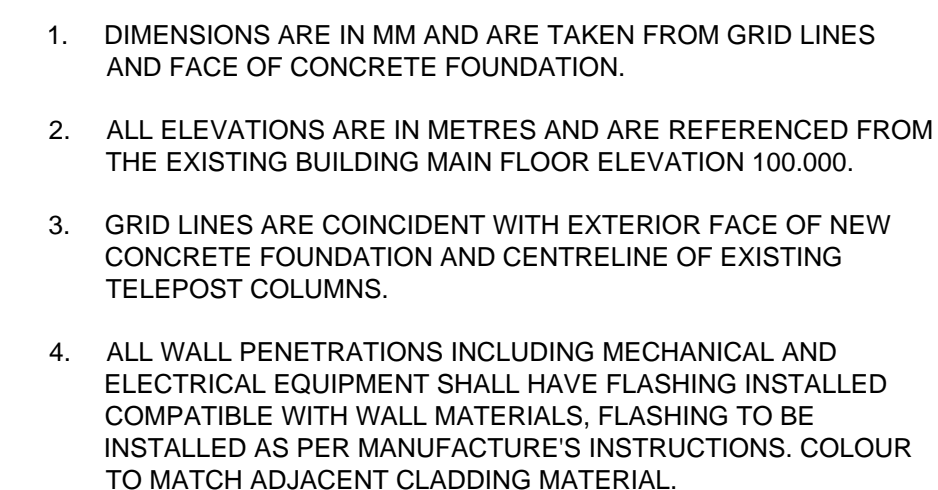 1. DIMENSIONS ARE IN MM AND ARE TAKEN FROM GRID LINES
AND FACE OF CONCRETE FOUNDATION.
2. ALL ELEVATIONS ARE IN METRES AND ARE REFERENCED FROM
THE EXISTING BUILDING MAIN FLOOR ELEVATION 100.000.
3. GRID LINES ARE COINCIDENT WITH EXTERIOR FACE OF NEW
CONCRETE FOUNDATION AND CENTRELINE OF EXISTING
TELEPOST COLUMNS.
4. ALL WALL PENETRATIONS INCLUDING MECHANICAL AND
ELECTRICAL EQUIPMENT SHALL HAVE FLASHING INSTALLED
COMPATIBLE WITH WALL MATERIALS, FLASHING TO BE
INSTALLED AS PER MANUFACTURE'S INSTRUCTIONS. COLOUR
TO MATCH ADJACENT CLADDING MATERIAL.